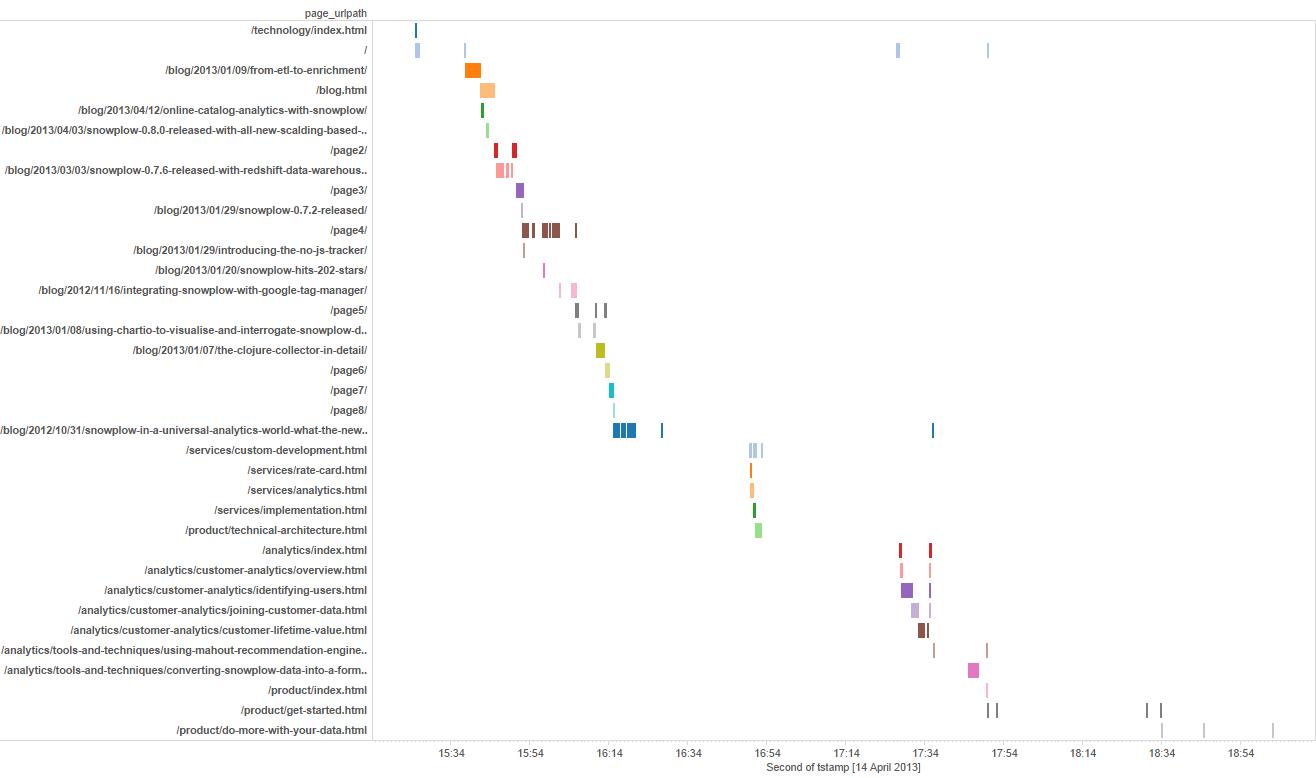 page_urlpath
/technology/index.html
/
/blog/2013/01/09/from-etl-to-enrichment/
/blog.html
/blog/2013/04/12/online-catalog-analytics-with-snowplow/
/blog/2013/04/03/snowplow-0.8.0-released-with-all-new-scalding-based-..
/page2/
/blog/2013/03/03/snowplow-0.7.6-released-with-redshift-data-warehous..
/page3/
/blog/2013/01/29/snowplow-0.7.2-released/
/page4/
/blog/2013/01/29/introducing-the-no-js-tracker/
/blog/2013/01/20/snowplow-hits-202-stars/
/blog/2012/11/16/integrating-snowplow-with-google-tag-manager/
/page5/
/blog/2013/01/08/using-chartio-to-visualise-and-interrogate-snowplow-d..
/blog/2013/01/07/the-clojure-collector-in-detail/
/page6/
/page7/
/page8/
/blog/2012/10/31/snowplow-in-a-universal-analytics-world-what-the-new..
/services/custom-development.html
/services/rate-card.html
/services/analytics.html
/services/implementation.html
/product/technical-architecture.html
/analytics/index.html
/analytics/customer-analytics/overview.html
/analytics/customer-analytics/identifying-users.html
/analytics/customer-analytics/joining-customer-data.html
/analytics/customer-analytics/customer-lifetime-value.html
/analytics/tools-and-techniques/using-mahout-recommendation-engine..
/analytics/tools-and-techniques/converting-snowplow-data-into-a-form..
/product/index.html
/product/get-started.html
/product/do-more-with-your-data.html
15:34 15:54 16:14 16:34 16:54 17:14 17:34 17:54 18:14 18:34 18:54
Second of tstamp [14 April 2013]